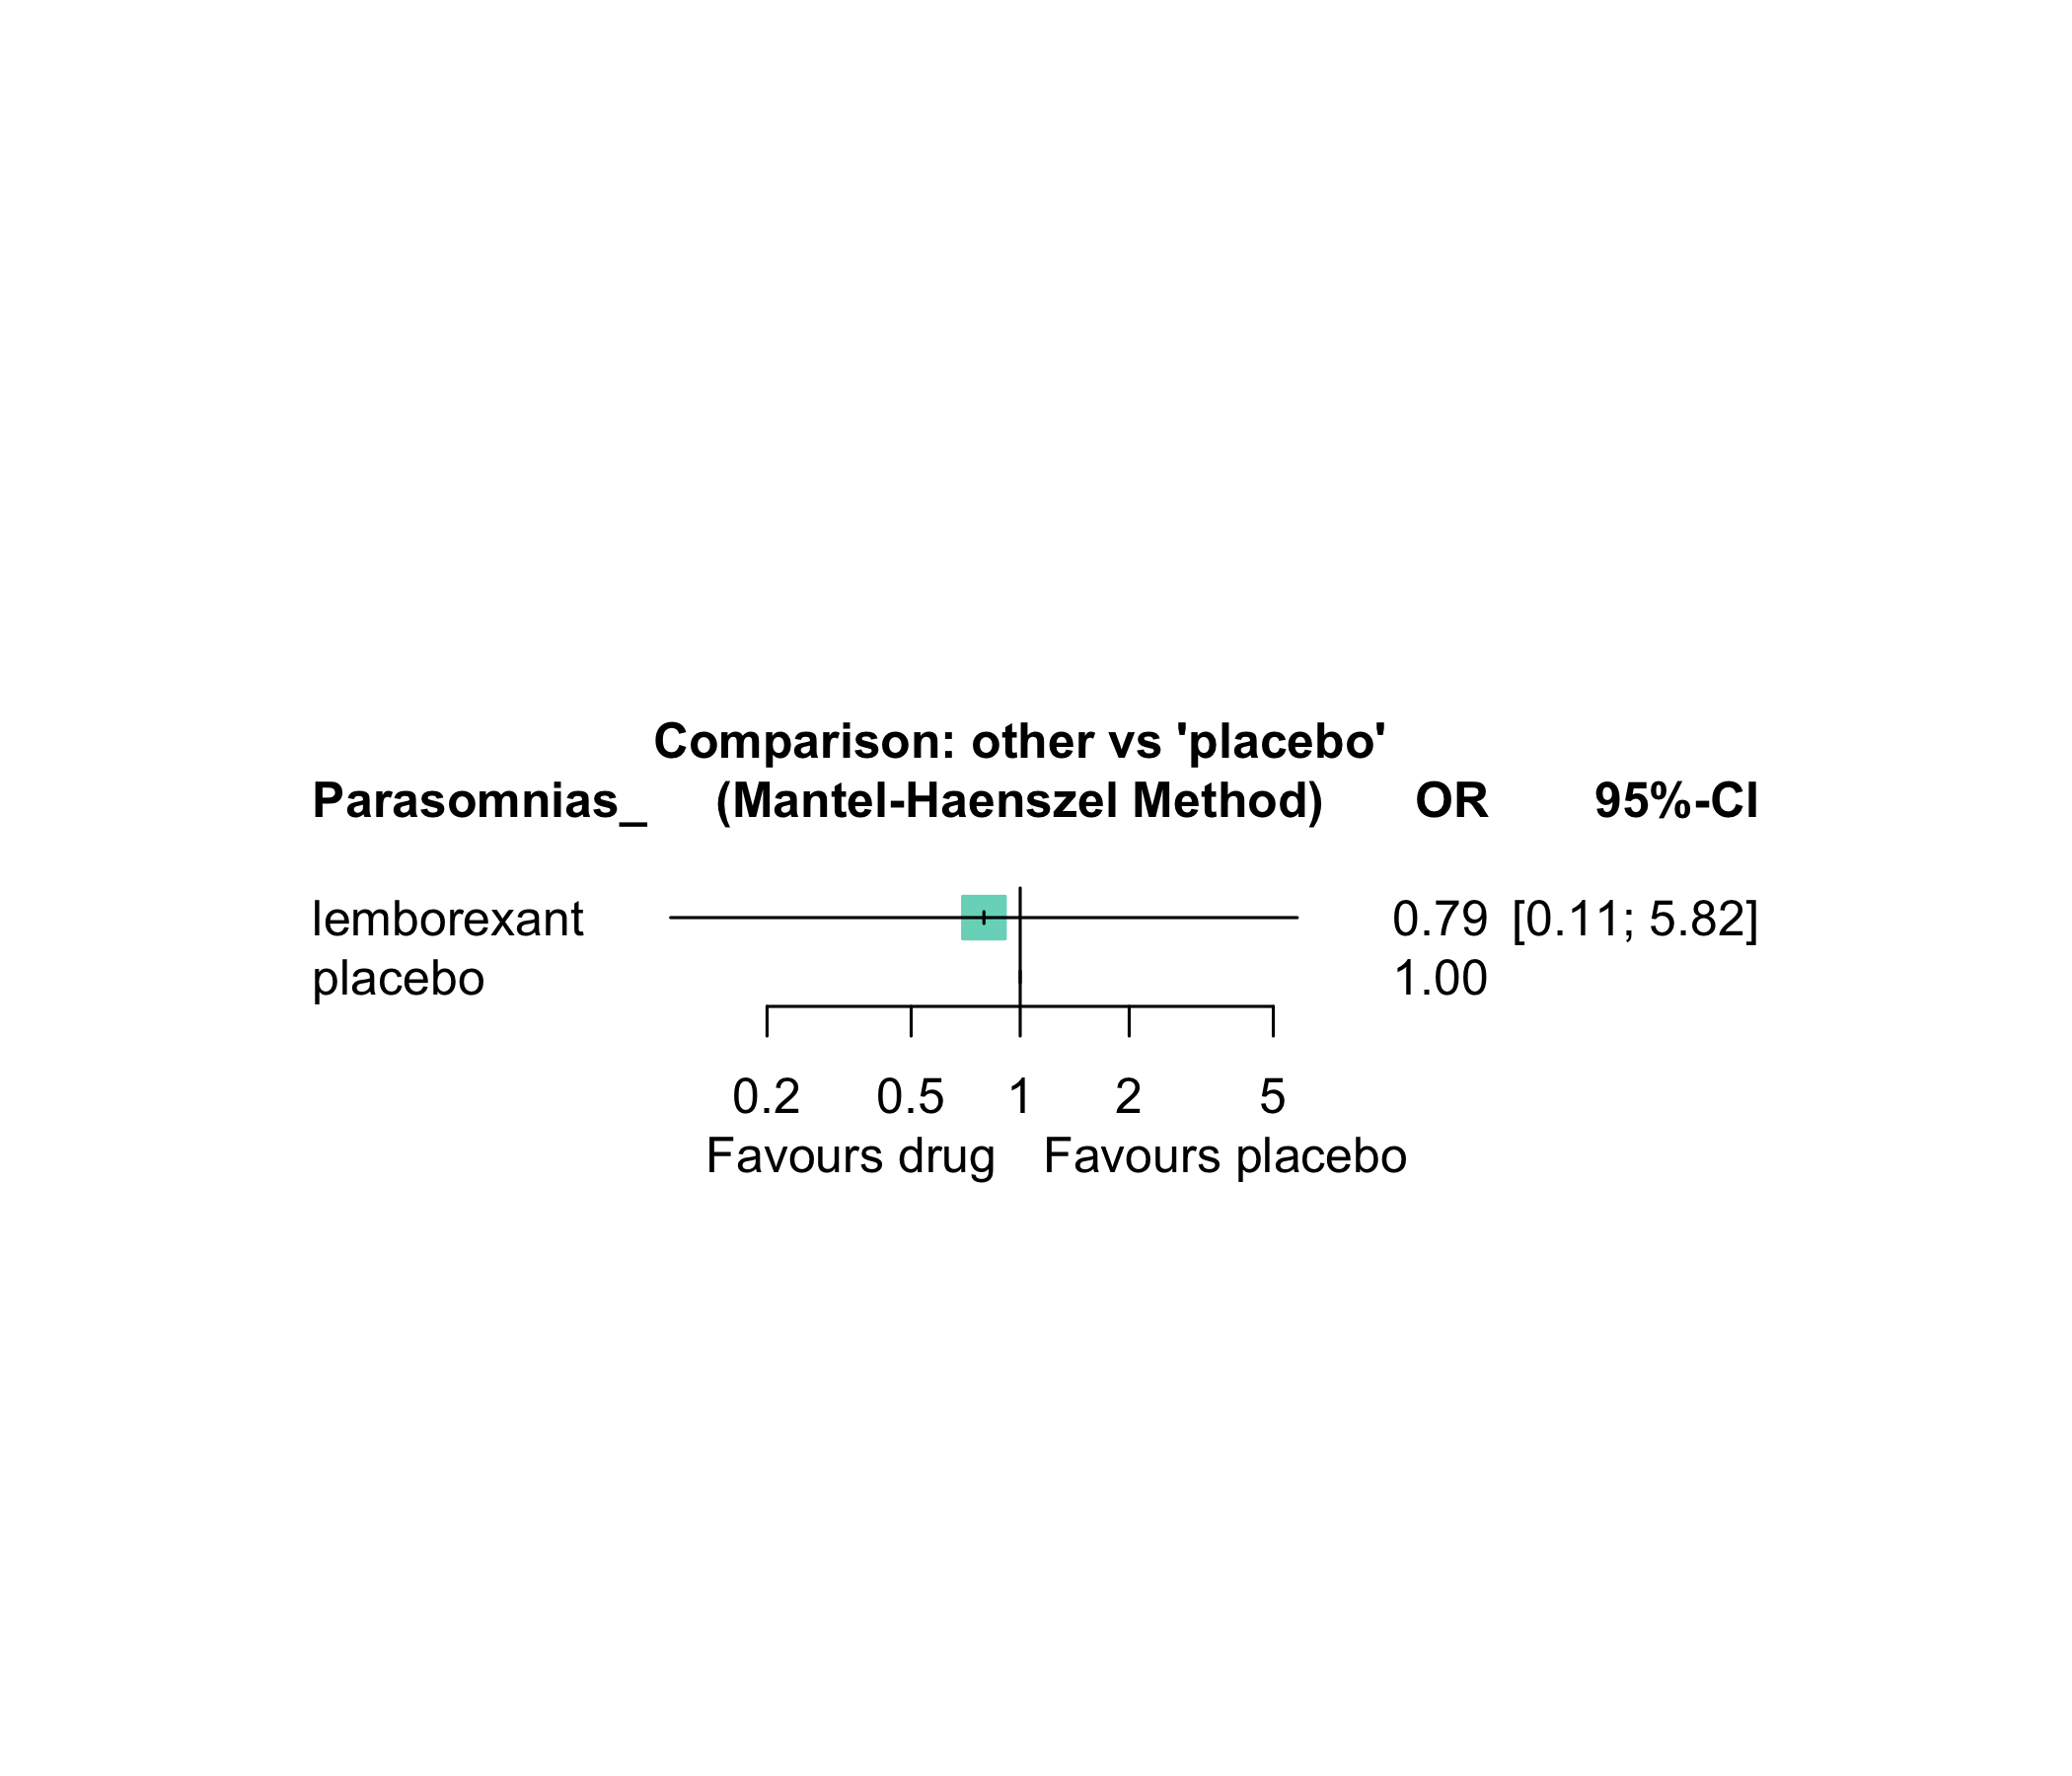 Comparison: other vs 'placebo'
Parasomnias_ (Mantel-Haenszel Method) OR 95%-CI
lemborexant 0.79 [0.11; 5.82]
placebo 1.00
0.2 0.5 1 2 5
Favours drug Favours placebo